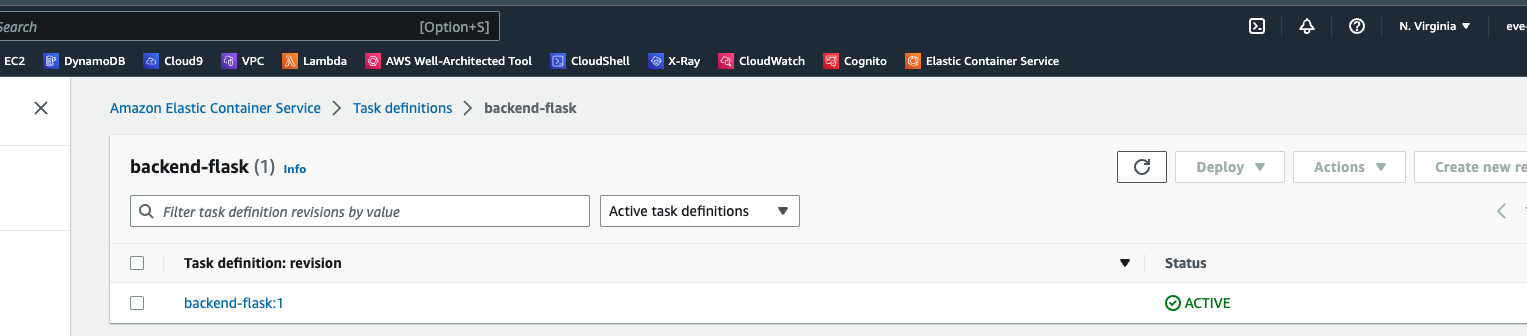 Search [Option+S] N. Virginia eve-
EC2 DynamoDB Cloud9 VPC Lambda AWS Well-Architected Tool CloudShell X-Ray CloudWatch Cognito Elastic Container Service
Amazon Elastic Container Service > Task definitions > backend-flask
backend-flask (1) Info Deploy Actions Create new re
Filter task definition revisions by value Active task definitions
Task definition: revision Status
backend-flask:1 ACTIVE